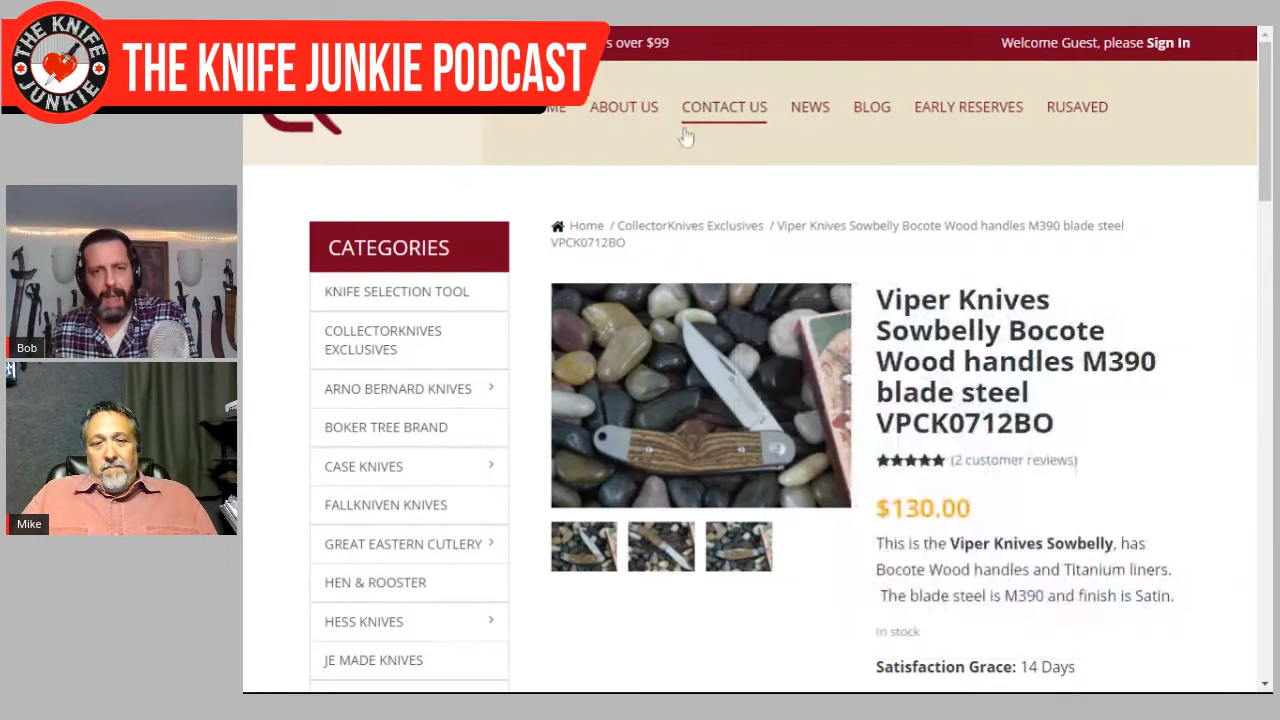 THE KNIFE
JUNKIE
THE KNIFE JUNKIE PODCAST
s over $99
Welcome Guest, please Sign In
ME
ABOUT US
CONTACT US
NEWS
BLOG
EARLY RESERVES
RUSAVED
Bob
Mike
CATEGORIES
KNIFE SELECTION TOOL
COLLECTORKNIVES
EXCLUSIVES
ARNO BERNARD KNIVES
BOKER TREE BRAND
CASE KNIVES
FALLKNIVEN KNIVES
GREAT EASTERN CUTLERY
HEN & ROOSTER
HESS KNIVES
JE MADE KNIVES
Home / CollectorKnives Exclusives / Viper Knives Sowbelly Bocote Wood handles M390 blade steel
VPCK0712BO
Viper Knives
Sowbelly Bocote
Wood handles M390
blade steel
VPCK0712BO
(2 customer reviews)
$130.00
This is the Viper Knives Sowbelly, has
Bocote Wood handles and Titanium liners.
The blade steel is M390 and finish is Satin.
In stock
Satisfaction Grace: 14 Days